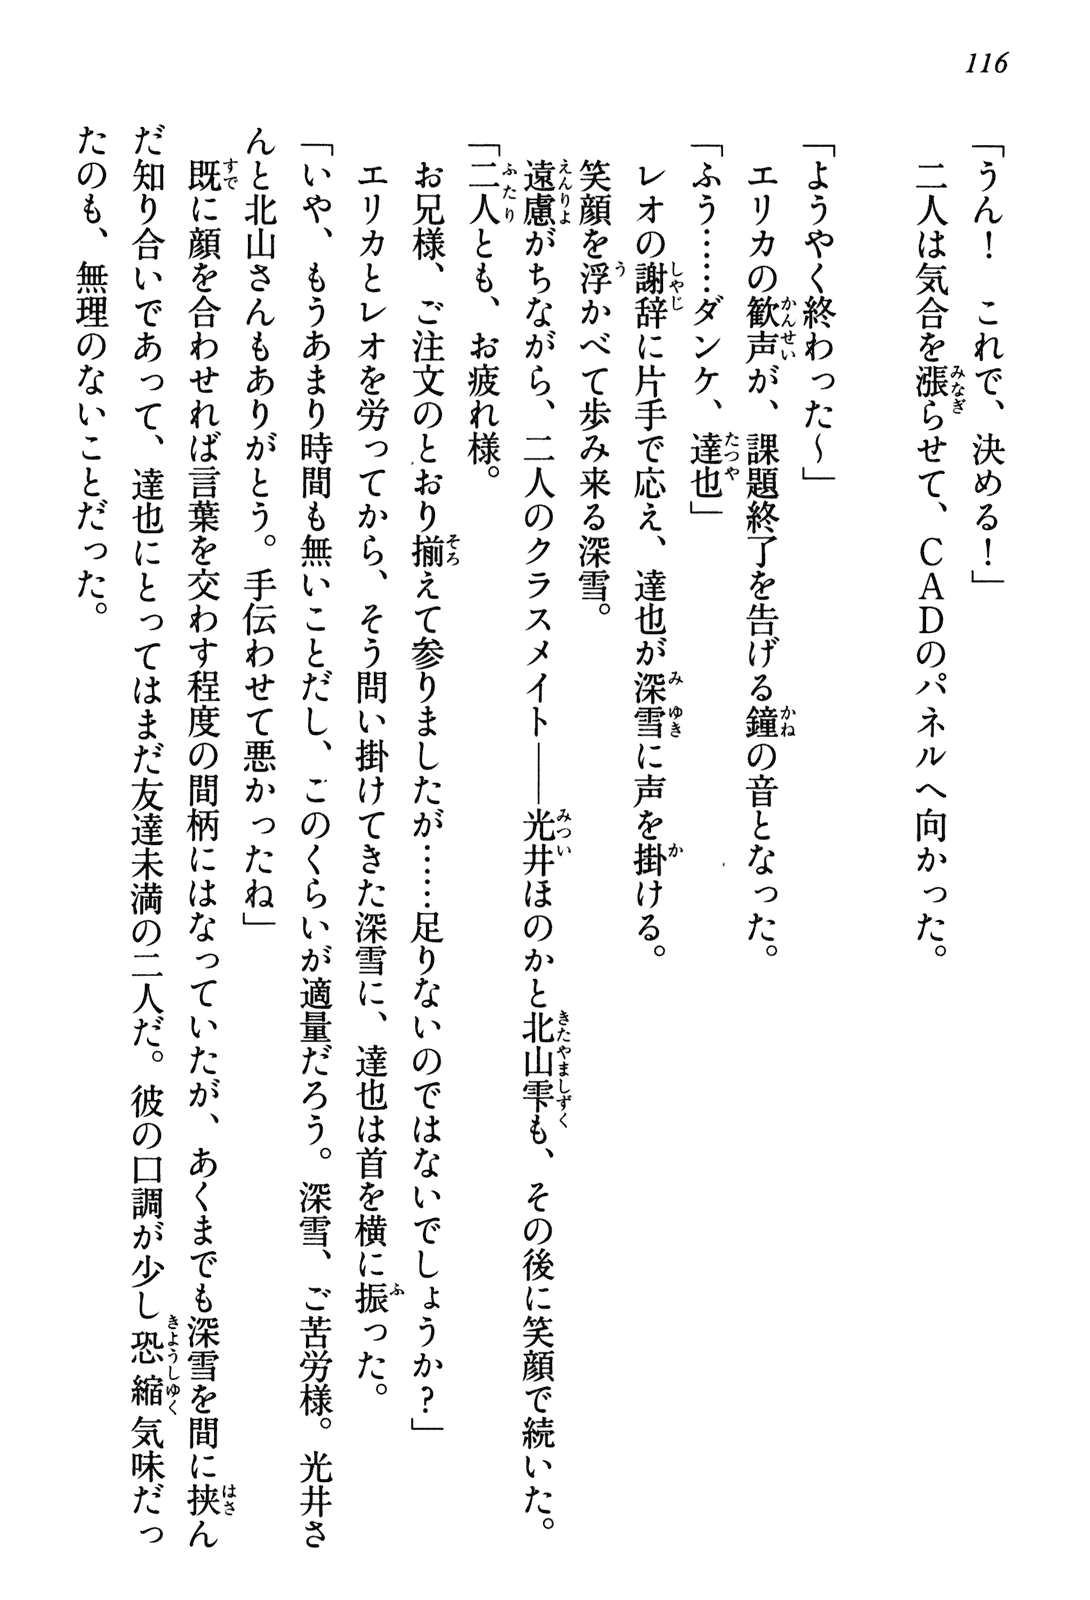 116
「うん！　これで、決める！」
二人は気合を漲らせて、ＣＡＤのパネルへ向かった。
「ようやく終わった～」
エリカの歓声が、課題終了を告げる鐘の音となった。
「ふう……ダンケ、達也」
レオの謝辞に片手で応え、達也が深雪に声を掛ける。
笑顔を浮かべて歩み来る深雪。
遠慮がちながら、二人のクラスメイト――光井ほのかと北山雫も、その後に笑顔で続いた。
「二人とも、お疲れ様。
お兄様、ご注文のとおり揃えて参りましたが……足りないのではないでしょうか？」
エリカとレオを労ってから、そう問い掛けてきた深雪に、達也は首を横に振った。
「いや、もうあまり時間も無いことだし、このくらいが適量だろう。深雪、ご苦労様。光井さ
んと北山さんもありがとう。手伝わせて悪かったね」
既に顔を合わせれば言葉を交わす程度の間柄にはなっていたが、あくまでも深雪を間に挟ん
だ知り合いであって、達也にとってはまだ友達未満の二人だ。彼の口調が少し恐縮気味だっ
たのも、無理のないことだった。